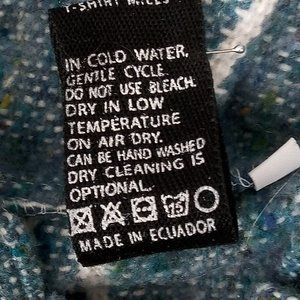 T-SHIRT
IN COLD WATER,
GENTLE CYCLE.
DO NOT USE BLEACH.
DRY IN LOW
TEMPERATURE
ON AIR DRY.
CAN BE HAND WASHED
DRY CLEANING IS
OPTIONAL.
MADE IN ECUADOR